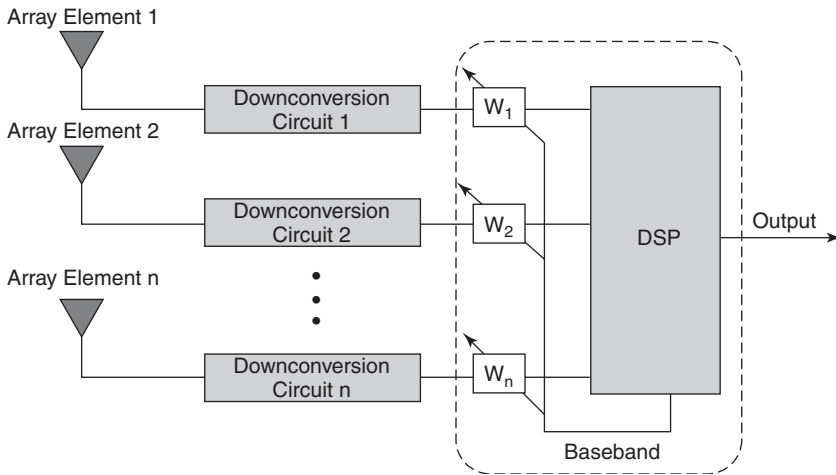 Array Element 1
Downconversion
Circuit 1
W₁
Array Element 2
Downconversion
Circuit 2
W₂
DSP
Output
Array Element n
Downconversion
Circuit n
Wₙ
Baseband